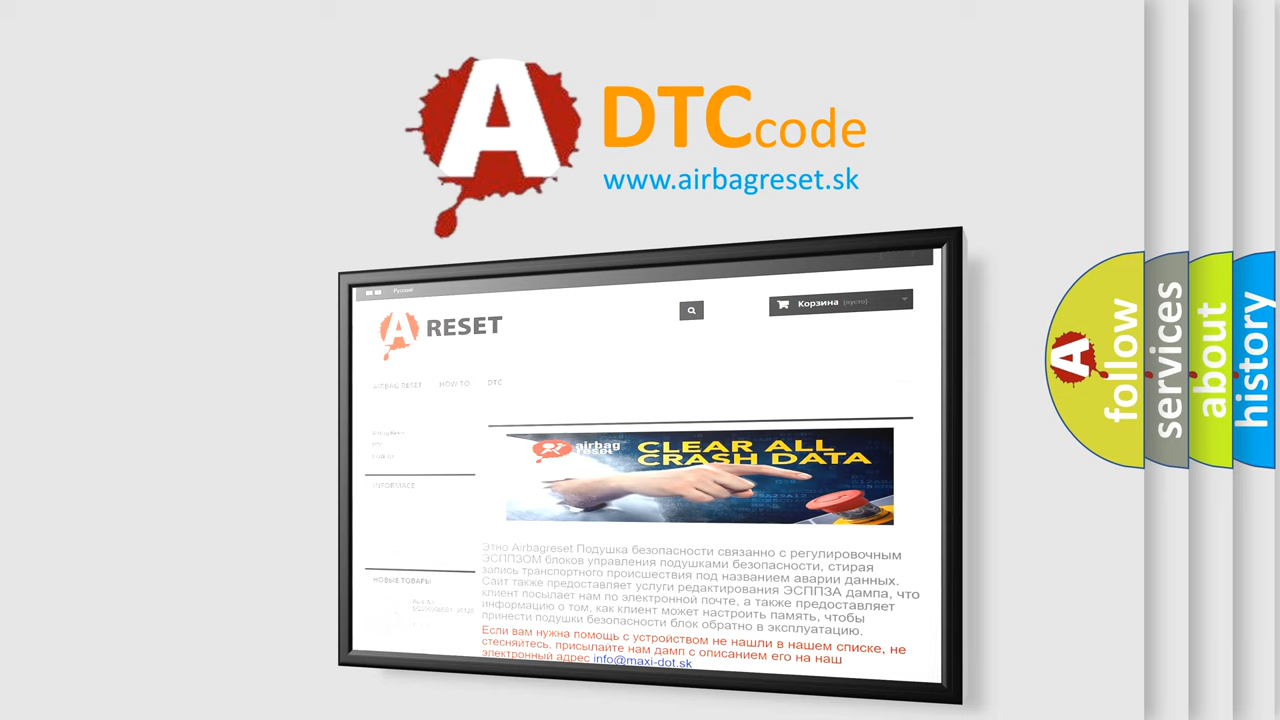 A
DTCcode
www.airbagreset.sk
Русский
A RESET
Корзина (пусто)
AIRBAG RESET HOW TO DTC
airbag
reset
CLEAR ALL
CRASH DATA
INFORMACE
Этно Airbagreset Подушка безопасности связанно с регулировочным
ЭСППЗОМ блоков управления подушками безопасности, стирая
запись транспортного происшествия под названием аварии данных.
Сайт также предоставляет услуги редактирования ЭСППЗА дампа, что
клиент посылает нам по электронной почте, а также предоставляет
информацию о том, как клиент может настроить память, чтобы
принести подушки безопасности блок обратно в эксплуатацию.
Если вам нужна помощь с устройством не нашли в нашем списке, не
стесняйтесь, присылайте нам дамп с описанием его на наш
электронный адрес info@maxi-dot.sk
НОВЫЕ ТОВАРЫ
A
follow
services
about
history